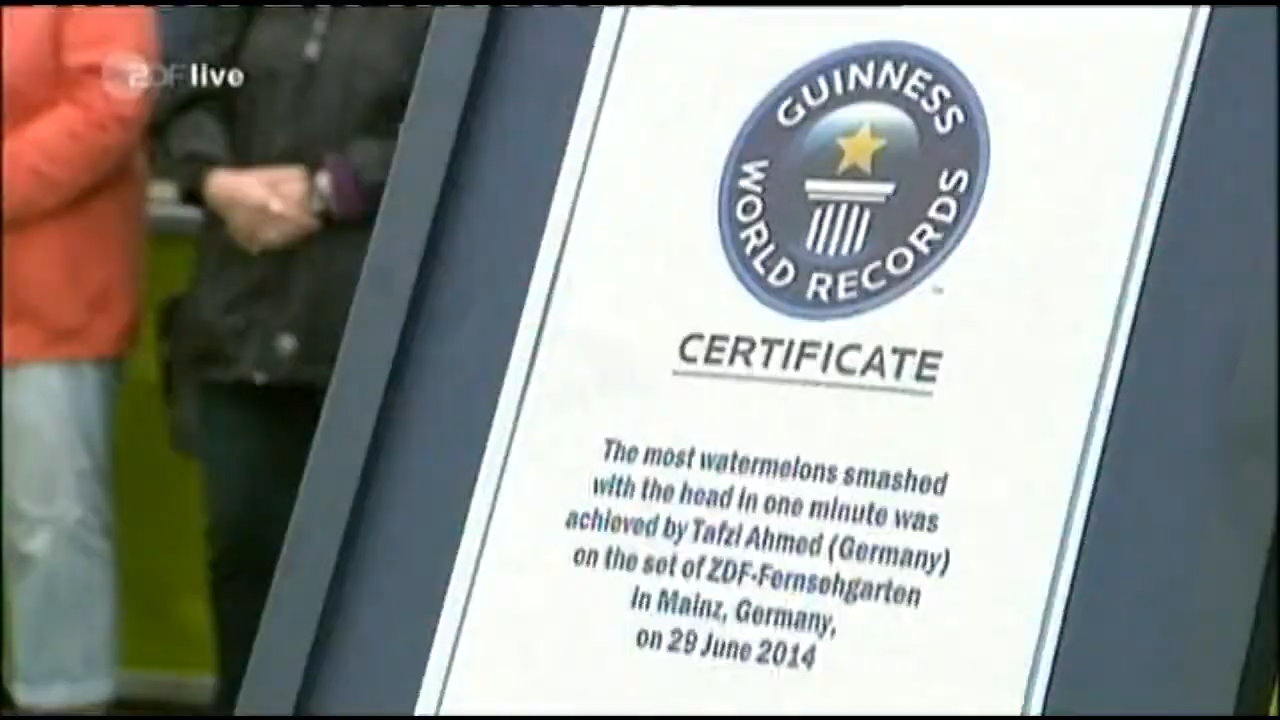 ZDFlive
GUINNESS
WORLD RECORDS
™
CERTIFICATE
The most watermelons smashed
with the head in one minute was
achieved by Tafzi Ahmed (Germany)
on the set of ZDF-Fernsehgarten
in Mainz, Germany,
on 29 June 2014